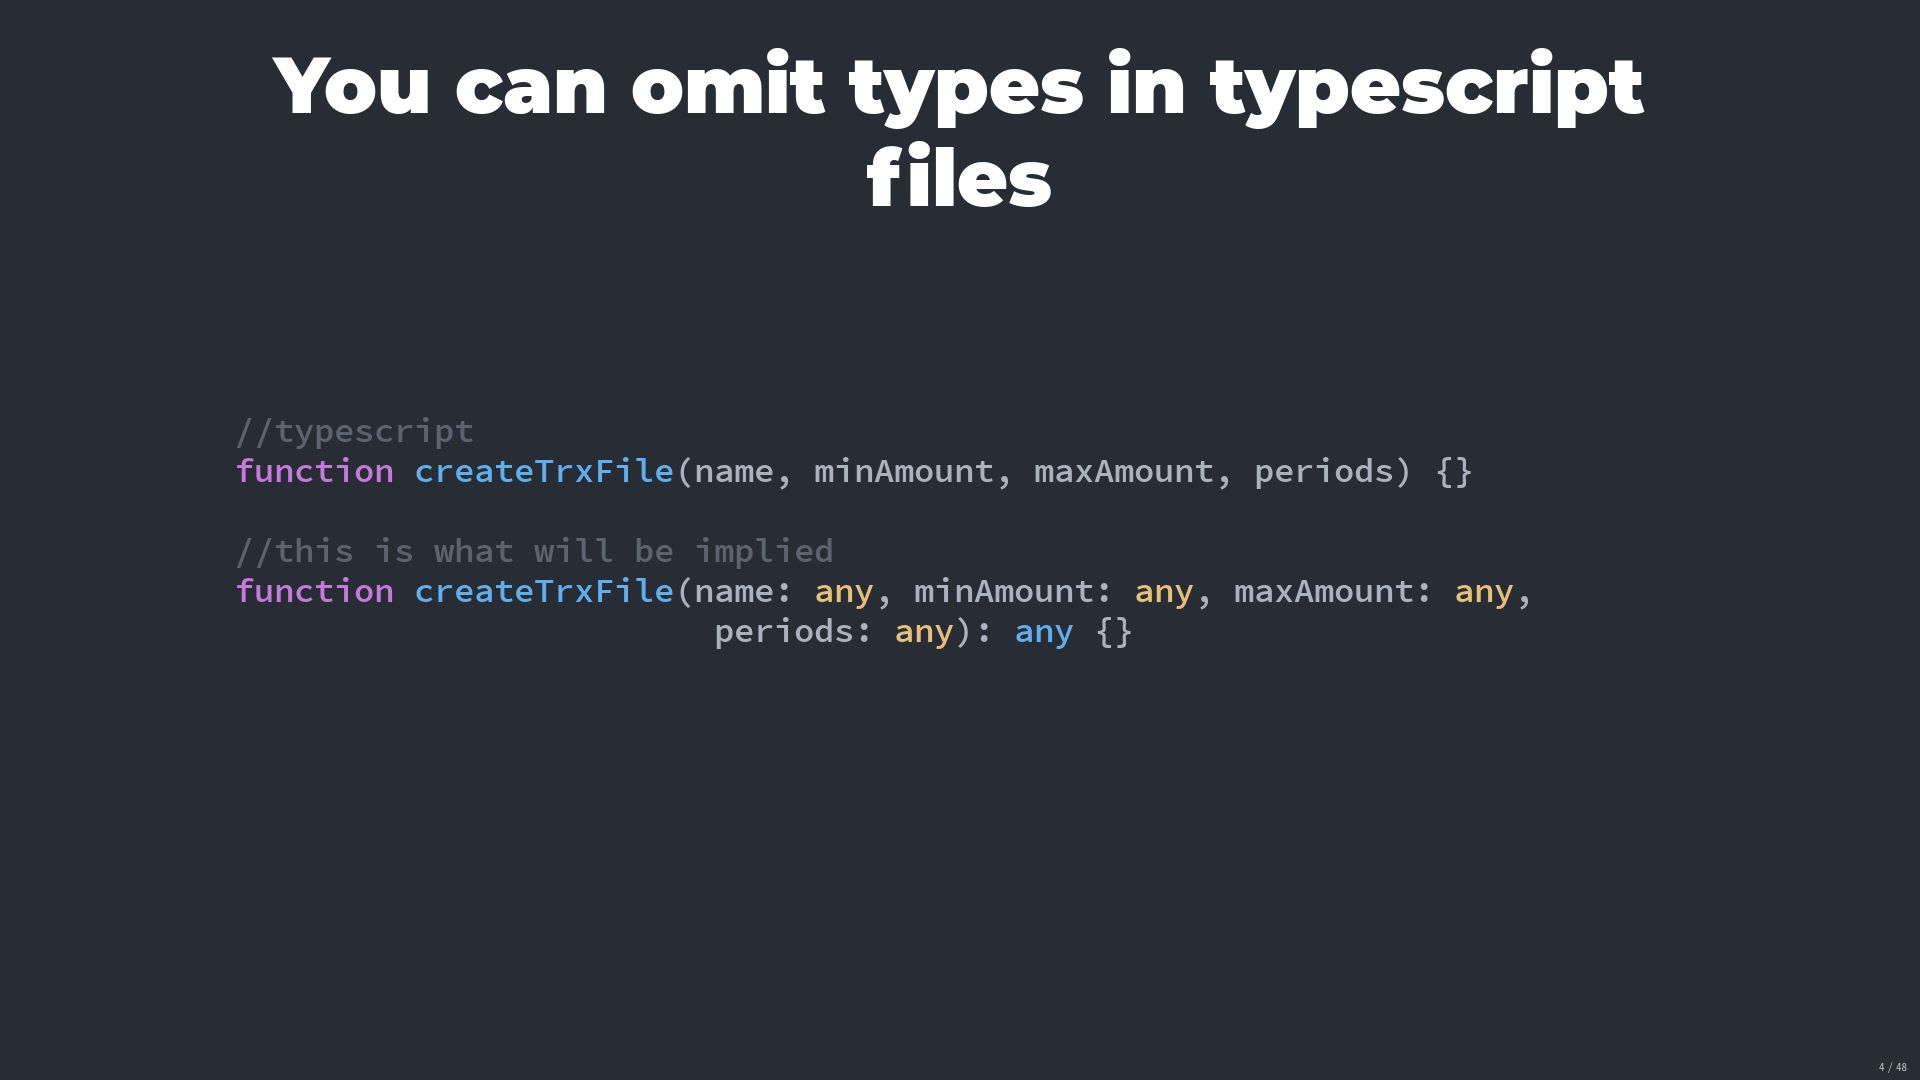 You can omit types in typescript
files
//typescript
function createTrxFile(name, minAmount, maxAmount, periods) {}
//this is what will be implied
function createTrxFile(name: any, minAmount: any, maxAmount: any,
periods: any): any {}
4 / 48